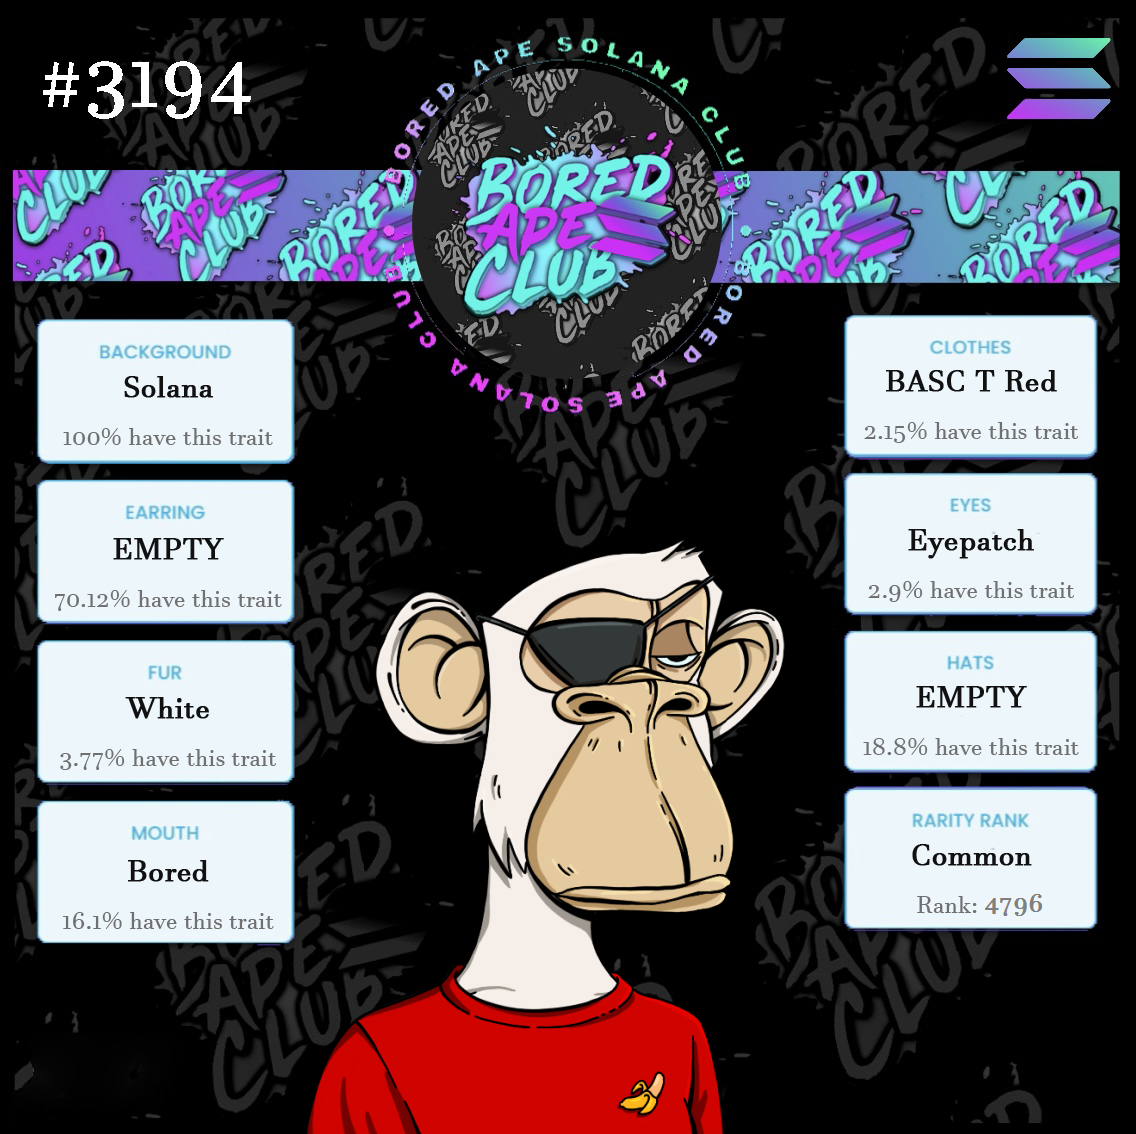 #3194
BORED APE SOLANA CLUB
BORED APE SOLANA CLUB
BORED
APE
CLUB
BACKGROUND
Solana
100% have this trait
EARRING
EMPTY
70.12% have this trait
FUR
White
3.77% have this trait
MOUTH
Bored
16.1% have this trait
CLOTHES
BASC T Red
2.15% have this trait
EYES
Eyepatch
2.9% have this trait
HATS
EMPTY
18.8% have this trait
RARITY RANK
Common
Rank: 4796